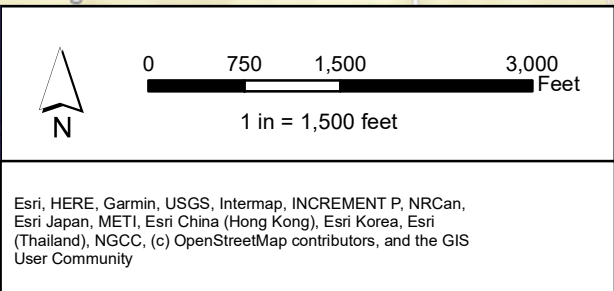 0 750 1,500 3,000
Feet
N
1 in = 1,500 feet
Esri, HERE, Garmin, USGS, Intermap, INCREMENT P, NRCan,
Esri Japan, METI, Esri China (Hong Kong), Esri Korea, Esri
(Thailand), NGCC, (c) OpenStreetMap contributors, and the GIS
User Community